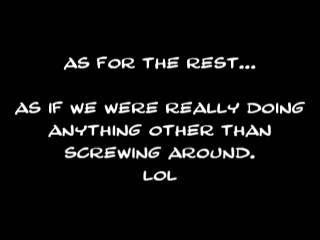 AS FOR THE REST...
AS IF WE WERE REALLY DOING
ANYTHING OTHER THAN
SCREWING AROUND.
LOL